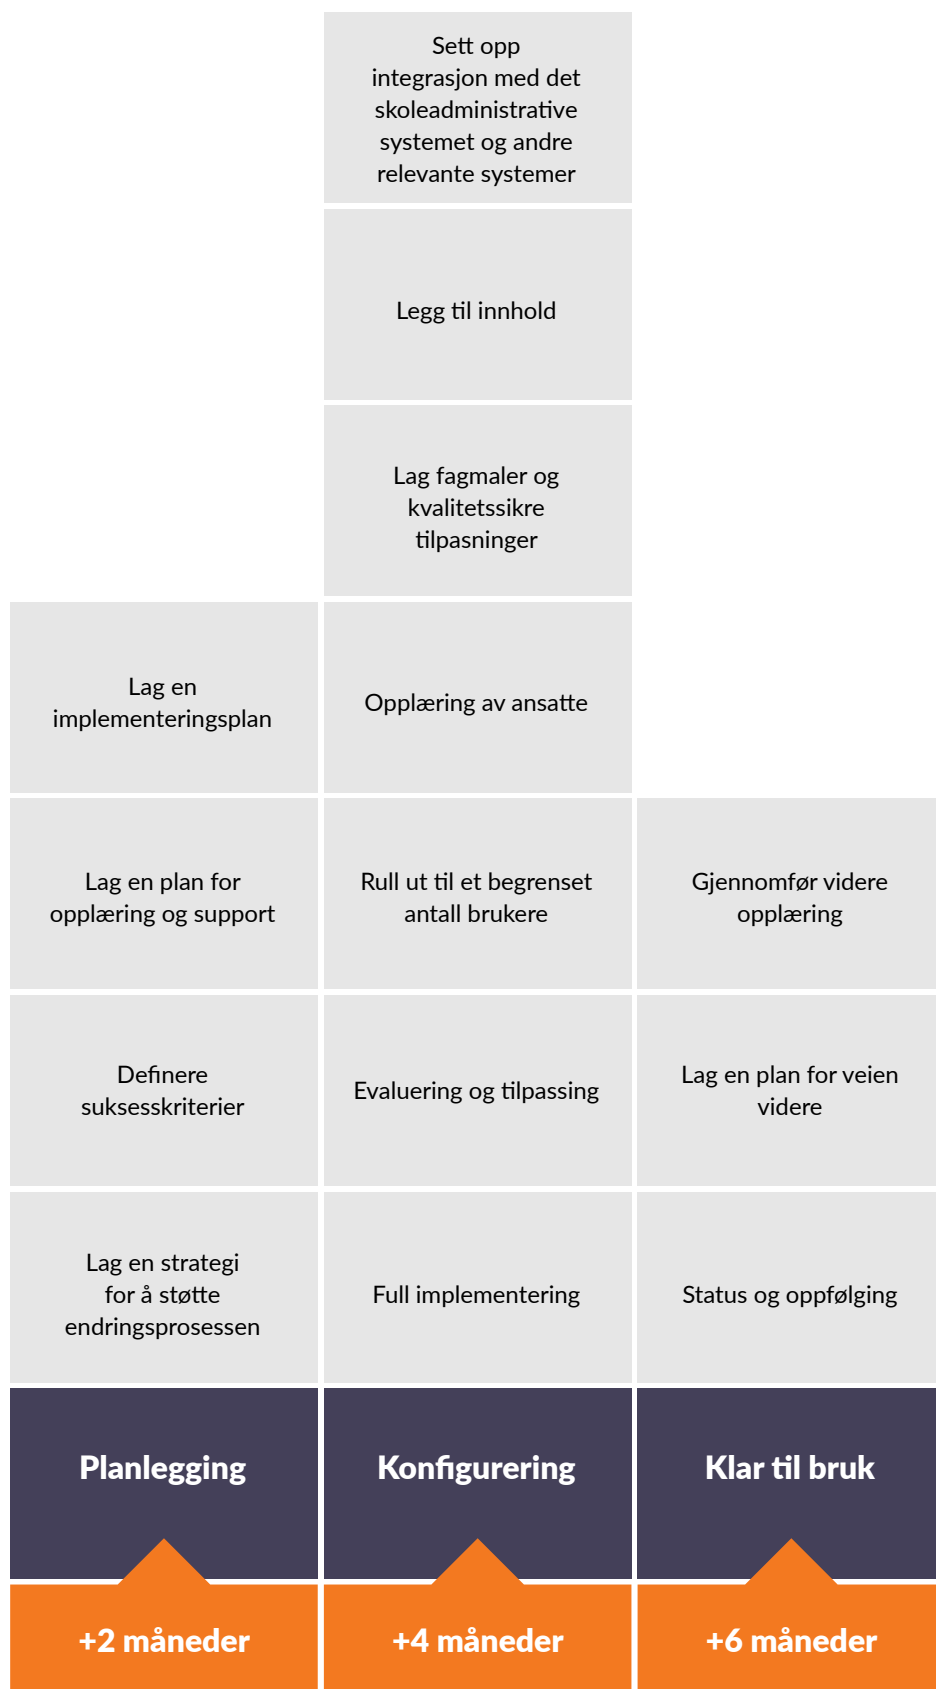 Sett opp
integrasjon med det
skoleadministrative
systemet og andre
relevante systemer
Legg til innhold
Lag fagmaler og
kvalitetssikre
tilpasninger
Lag en
implementeringsplan
Opplæring av ansatte
Lag en plan for
opplæring og support
Rull ut til et begrenset
antall brukere
Gjennomfør videre
opplæring
Definere
suksesskriterier
Evaluering og tilpassing
Lag en plan for veien
videre
Lag en strategi
for å støtte
endringsprosessen
Full implementering
Status og oppfølging
Planlegging
Konfigurering
Klar til bruk
+2 måneder
+4 måneder
+6 måneder